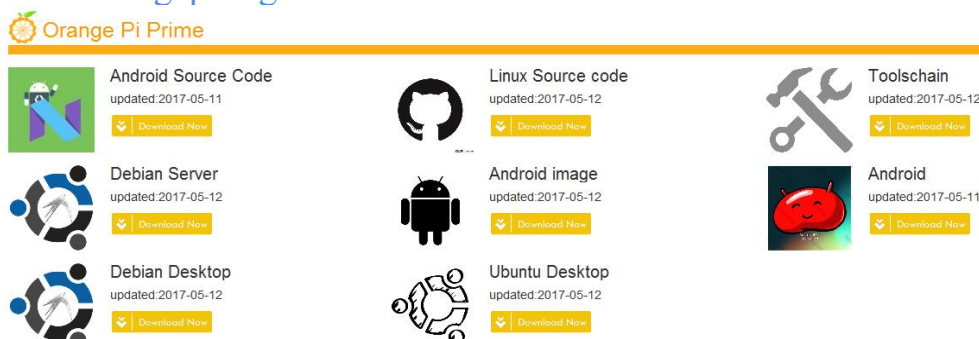 Orange Pi Prime
Android Source Code
updated:2017-05-11
Download Now
Linux Source code
updated:2017-05-12
Download Now
Toolschain
updated:2017-05-12
Download Now
Debian Server
updated:2017-05-12
Download Now
Android image
updated:2017-05-12
Download Now
Android
updated:2017-05-11
Download Now
Debian Desktop
updated:2017-05-12
Download Now
Ubuntu Desktop
updated:2017-05-12
Download Now